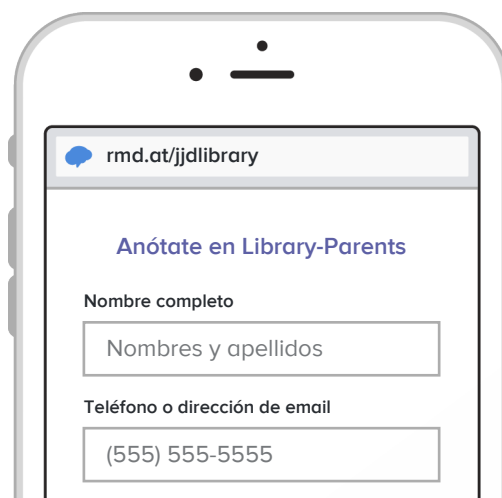 rmd.at/jjdlibrary
Anótate en Library-Parents
Nombre completo
Nombres y apellidos
Teléfono o dirección de email
(555) 555-5555